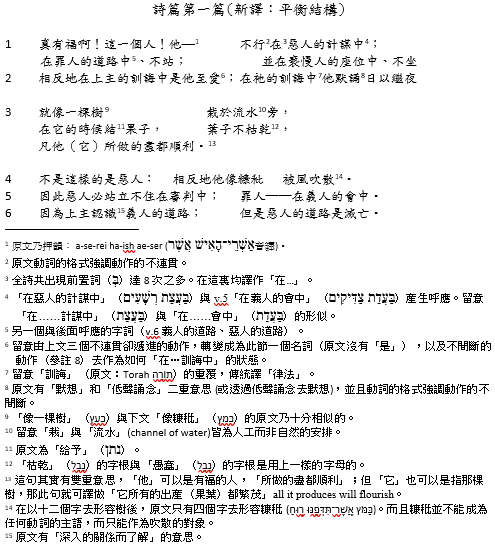 詩篇第一篇(新譯：平衡結構)
1 真有福啊！這一個人！他—¹ 不行²在³惡人的計謀中⁴；
在罪人的道路中⁵、不站； 並在褻慢人的座位中、不坐
2 相反地在上主的訓誨中是他至愛⁶；在祂的訓誨中⁷他默誦⁸日以繼夜
3 就像一棵樹⁹ 栽於流水¹⁰旁，
在它的時候結¹¹果子， 葉子不枯乾¹²，
凡他（它）所做的盡都順利。¹³
4 不是這樣的是惡人： 相反地他像糠秕 被風吹散¹⁴。
5 因此惡人必站立不住在審判中； 罪人——在義人的會中。
6 因為上主認識¹⁵義人的道路； 但是惡人的道路是滅亡。
¹ 原文乃押韻： a-se-rei ha-ish ae-ser (אַשְׁרֵי־הָאִישׁ אֲשֶׁר音譯)。
² 原文動詞的格式強調動作的不連貫。
³ 全詩共出現前置詞（בְּ）達 8 次之多。在這裏均譯作「在...」。
⁴ 「在惡人的計謀中」（בַּעֲצַת רְשָׁעִים）與 v.5「在義人的會中」（בַּעֲדַת צַדִּיקִים）產生呼應。留意
「在……計謀中」（בַּעֲצַת）與「在……會中」（בַּעֲדַת）的形似。
⁵ 另一個與後面呼應的字詞（v.6 義人的道路、惡人的道路）。
⁶ 留意由上文三個不連貫卻遞進的動作，轉變成為此節一個名詞（原文沒有「是」），以及不間斷的
動作（參註 8）去作為如何「在…訓誨中」的狀態。
⁷ 留意「訓誨」（原文：Torah תּוֹרָה）的重覆，傳統譯「律法」。
⁸ 原文有「默想」和「低聲誦念」二重意思 (或透過低聲誦念去默想)，並且動詞的格式強調動作的不
間斷。
⁹ 「像一棵樹」（כְּעֵץ）與下文「像糠秕」（כַּמֹּץ）的原文乃十分相似的。
¹⁰ 留意「栽」與「流水」(channel of water)皆為人工而非自然的安排。
¹¹ 原文為「給予」（נתן）。
¹² 「枯乾」（נבל）的字根與「愚蠢」（נבל）的字根是用上一樣的字母的。
¹³ 這句其實有雙重意思，「他」可以是有福的人，「所做的盡都順利」；但「它」也可以是指那棵
樹，那此句就可譯做「它所有的出產（果葉）都繁茂」all it produces will flourish。
¹⁴ 在以十二個字去形容樹後，原文只有四個字去形容糠秕 (כַּמֹּץ אֲשֶׁר־תִּדְּפֶנּוּ רוּחַ)。而且糠秕並不能成為
任何動詞的主語，而只能作為吹散的對象。
¹⁵ 原文有「深入的關係而了解」的意思。